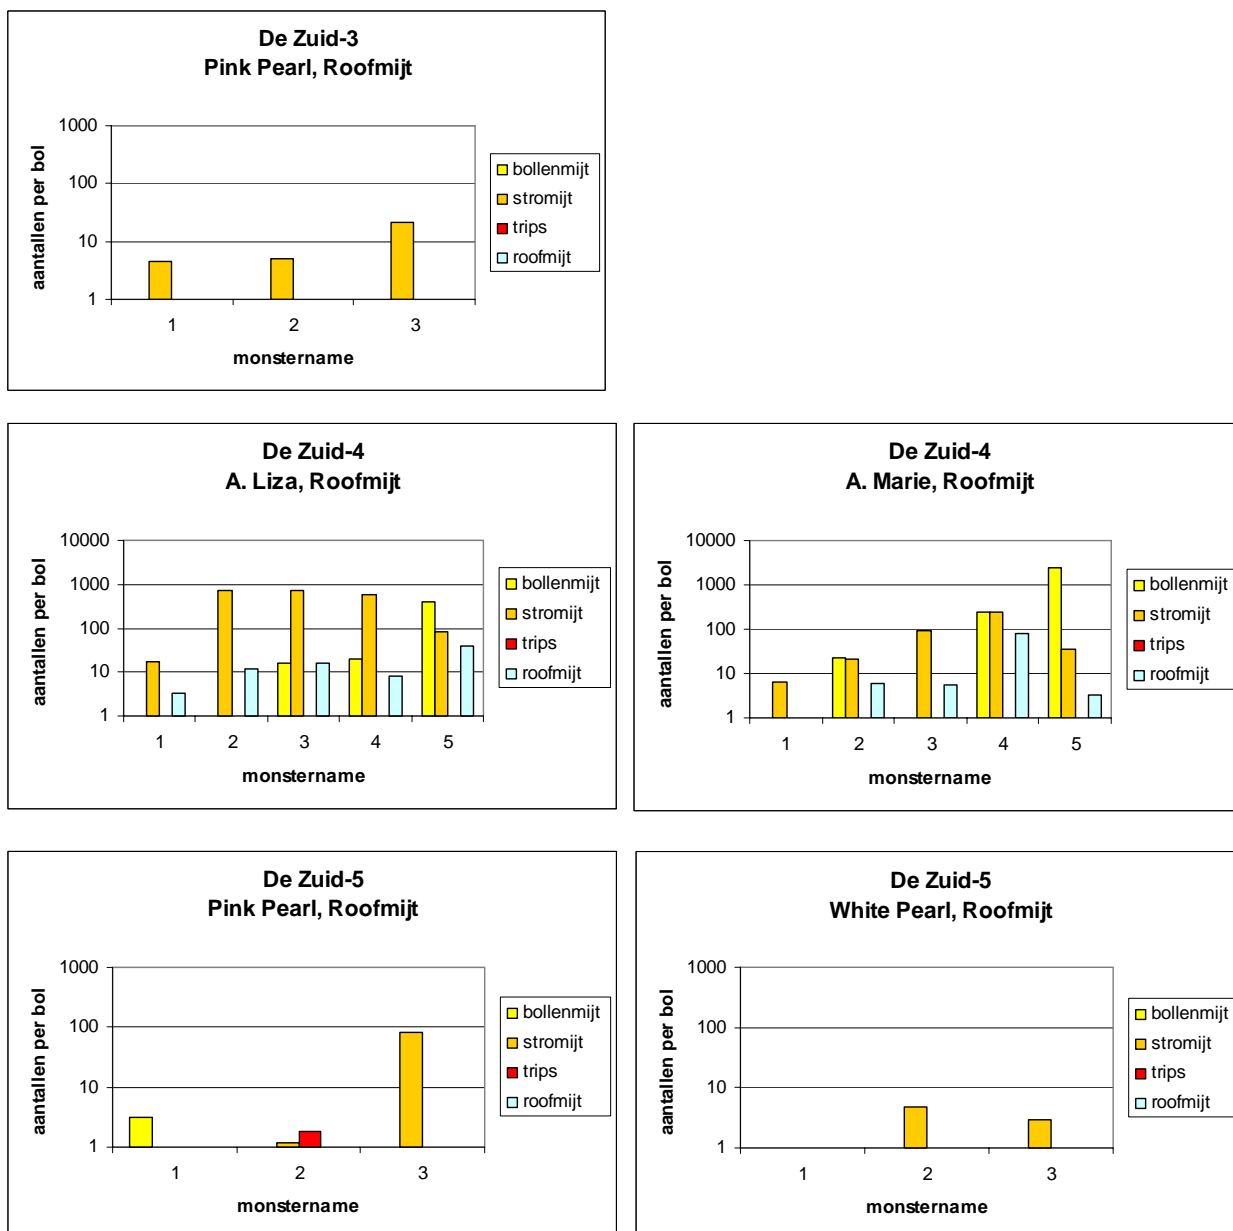 De Zuid-3
Pink Pearl, Roofmijt
aantallen per bol
1000
100
10
1
1 2 3
monstername
bollenmijt
stromijt
trips
roofmijt
De Zuid-4
A. Liza, Roofmijt
aantallen per bol
10000
1000
100
10
1
1 2 3 4 5
monstername
bollenmijt
stromijt
trips
roofmijt
De Zuid-4
A. Marie, Roofmijt
aantallen per bol
10000
1000
100
10
1
1 2 3 4 5
monstername
bollenmijt
stromijt
trips
roofmijt
De Zuid-5
Pink Pearl, Roofmijt
aantallen per bol
1000
100
10
1
1 2 3
monstername
bollenmijt
stromijt
trips
roofmijt
De Zuid-5
White Pearl, Roofmijt
aantallen per bol
1000
100
10
1
1 2 3
monstername
bollenmijt
stromijt
trips
roofmijt